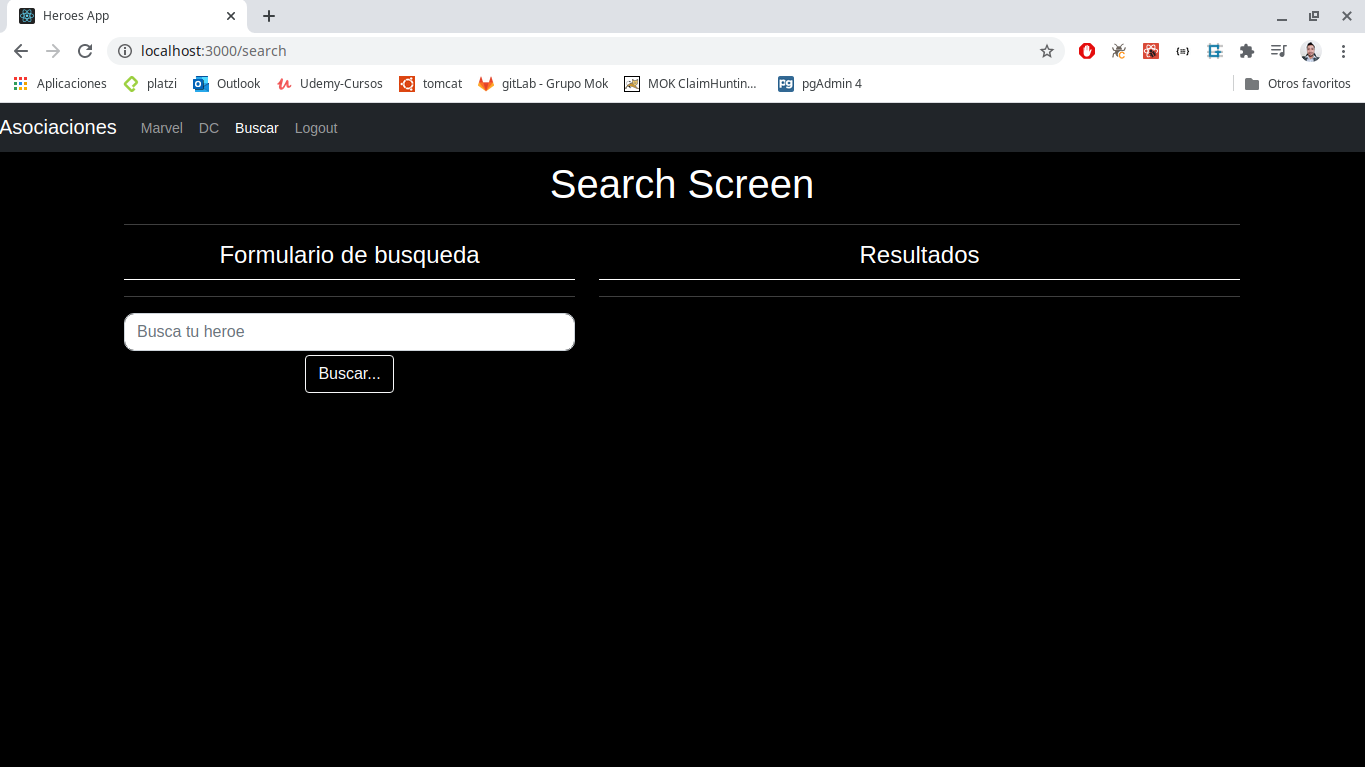 Heroes App
localhost:3000/search
Aplicaciones platzi Outlook Udemy-Cursos tomcat gitLab - Grupo Mok MOK ClaimHuntin... pgAdmin 4 Otros favoritos
Asociaciones Marvel DC Buscar Logout
Search Screen
Formulario de busqueda
Resultados
Busca tu heroe
Buscar...